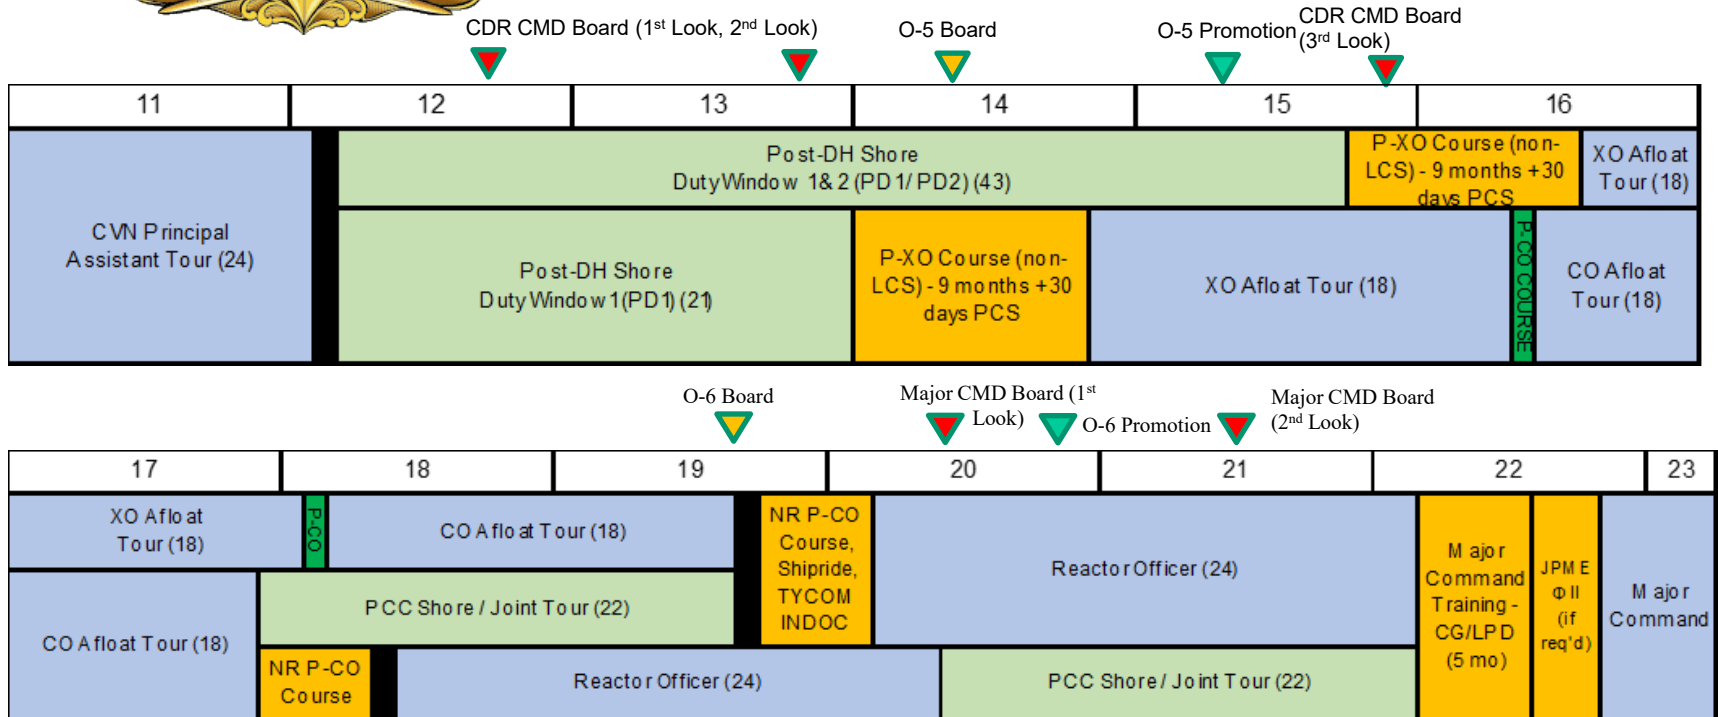 CDR CMD Board (1st Look, 2nd Look)
O-5 Board
O-5 Promotion
CDR CMD Board
(3rd Look)
11
12
13
14
15
16
CVN Principal
Assistant Tour (24)
Post-DH Shore
Duty Window 1 & 2 (PD1/ PD2) (43)
P-XO Course (non-
LCS) - 9 months +30
days PCS
XO Afloat
Tour (18)
Post-DH Shore
Duty Window 1 (PD1) (21)
P-XO Course (non-
LCS) - 9 months +30
days PCS
XO Afloat Tour (18)
P-CO COURSE
CO Afloat
Tour (18)
O-6 Board
Major CMD Board (1st
Look)
O-6 Promotion
Major CMD Board
(2nd Look)
17
18
19
20
21
22
23
XO Afloat
Tour (18)
P-CO
CO Afloat Tour (18)
NR P-CO
Course,
Shipride,
TYCOM
INDOC
Reactor Officer (24)
Major
Command
Training -
CG/LPD
(5 mo)
JPME
Φ II
(if
req'd)
Major
Command
CO Afloat Tour (18)
PCC Shore / Joint Tour (22)
NR P-CO
Course
Reactor Officer (24)
PCC Shore / Joint Tour (22)